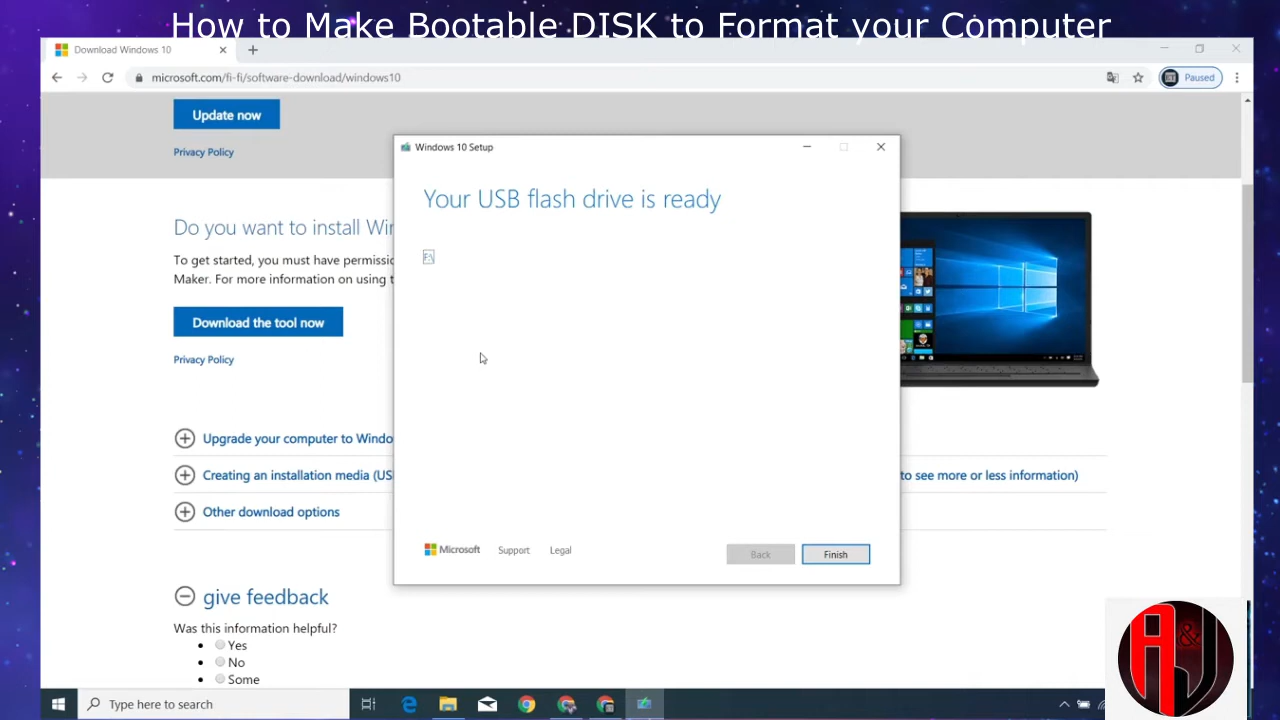 How to Make Bootable DISK to Format your Computer
Download Windows 10
microsoft.com/fi-fi/software-download/windows10
Paused
Update now
Privacy Policy
Windows 10 Setup
Your USB flash drive is ready
Do you want to install Wi
To get started, you must have permissi
Maker. For more information on using t
Download the tool now
Privacy Policy
Upgrade your computer to Windo
Creating an installation media (US
to see more or less information)
Other download options
Microsoft
Support
Legal
Back
Finish
give feedback
Was this information helpful?
Yes
No
Some
Type here to search
A&J